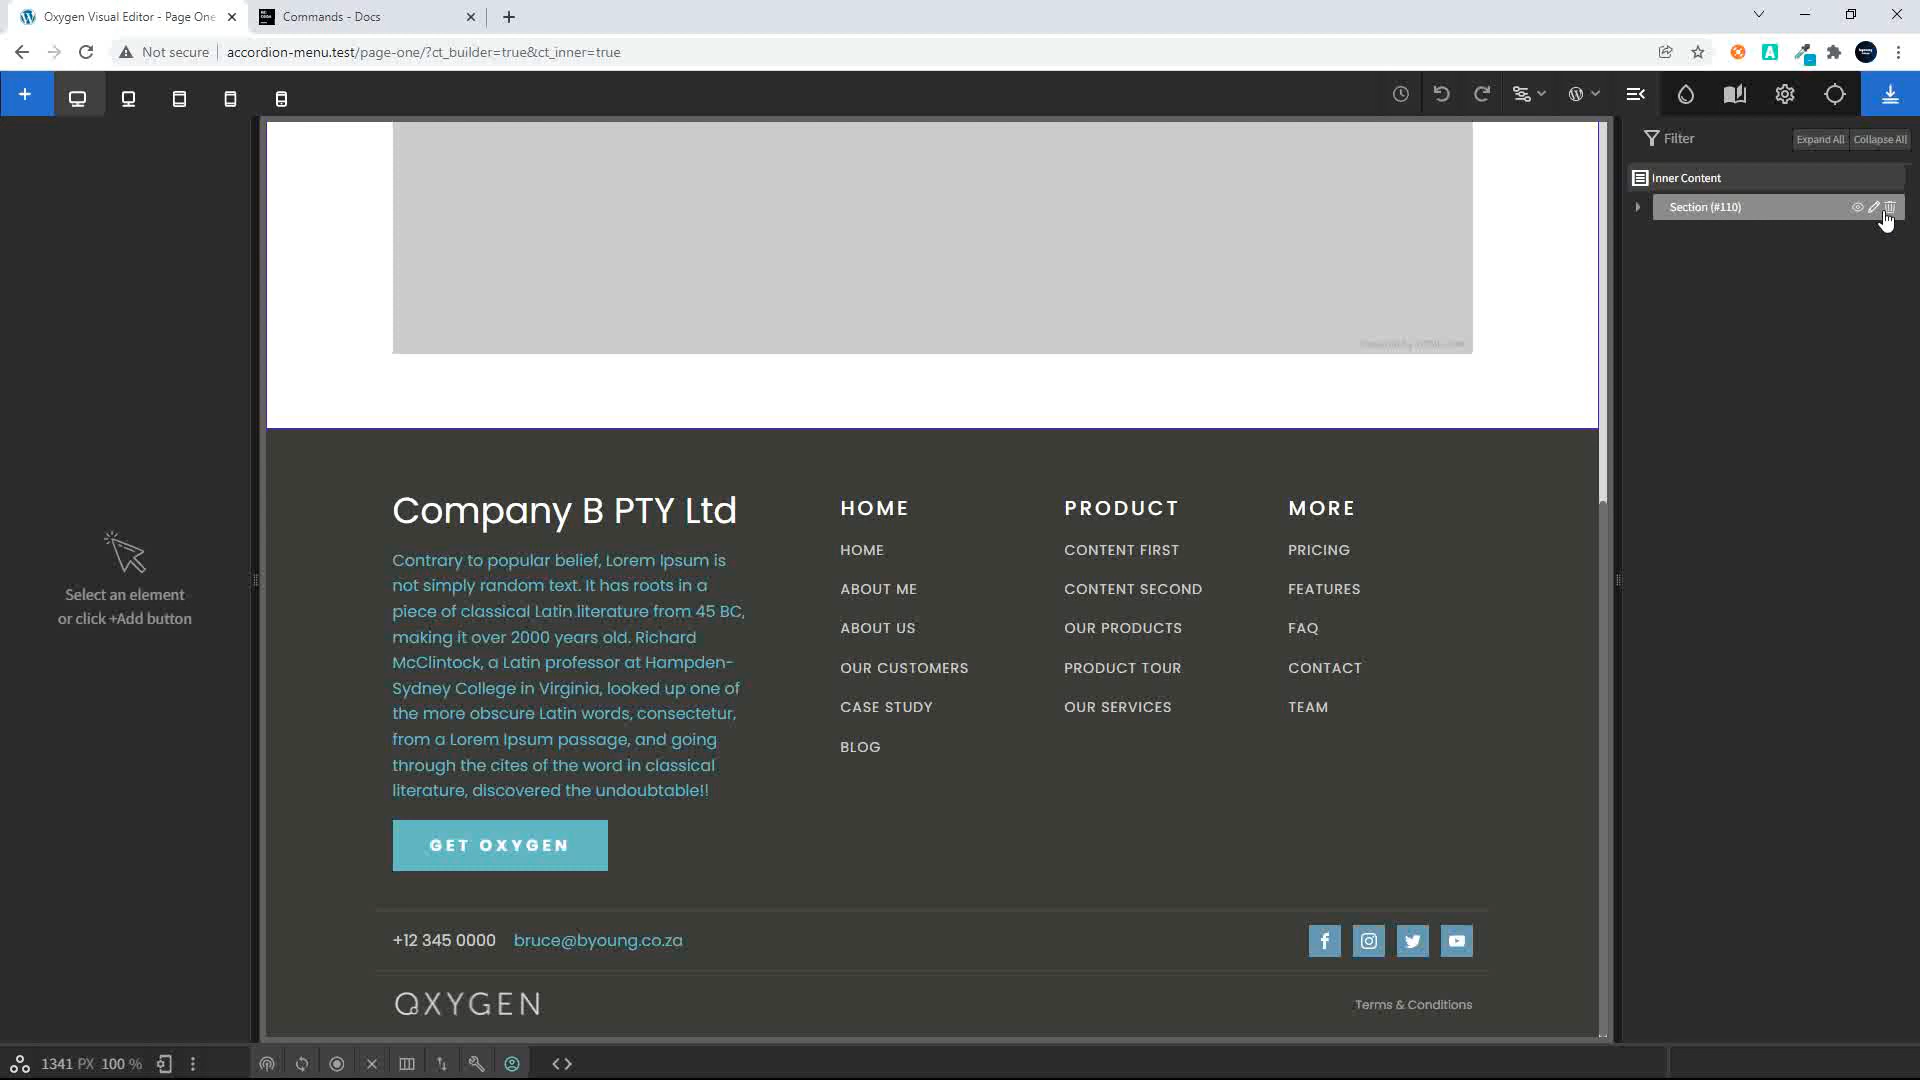 Oxygen Visual Editor - Page One
Commands - Docs
Not secure
accordion-menu.test/page-one/?ct_builder=true&ct_inner=true
Filter
Expand All
Collapse All
Inner Content
Section (#110)
Select an element
or click +Add button
Company B PTY Ltd
Contrary to popular belief, Lorem Ipsum is
not simply random text. It has roots in a
piece of classical Latin literature from 45 BC,
making it over 2000 years old. Richard
McClintock, a Latin professor at Hampden-
Sydney College in Virginia, looked up one of
the more obscure Latin words, consectetur,
from a Lorem Ipsum passage, and going
through the cites of the word in classical
literature, discovered the undoubtable!!
GET OXYGEN
HOME
HOME
ABOUT ME
ABOUT US
OUR CUSTOMERS
CASE STUDY
BLOG
PRODUCT
CONTENT FIRST
CONTENT SECOND
OUR PRODUCTS
PRODUCT TOUR
OUR SERVICES
MORE
PRICING
FEATURES
FAQ
CONTACT
TEAM
+12 345 0000
bruce@byoung.co.za
OXYGEN
Terms & Conditions
1341 PX 100 %